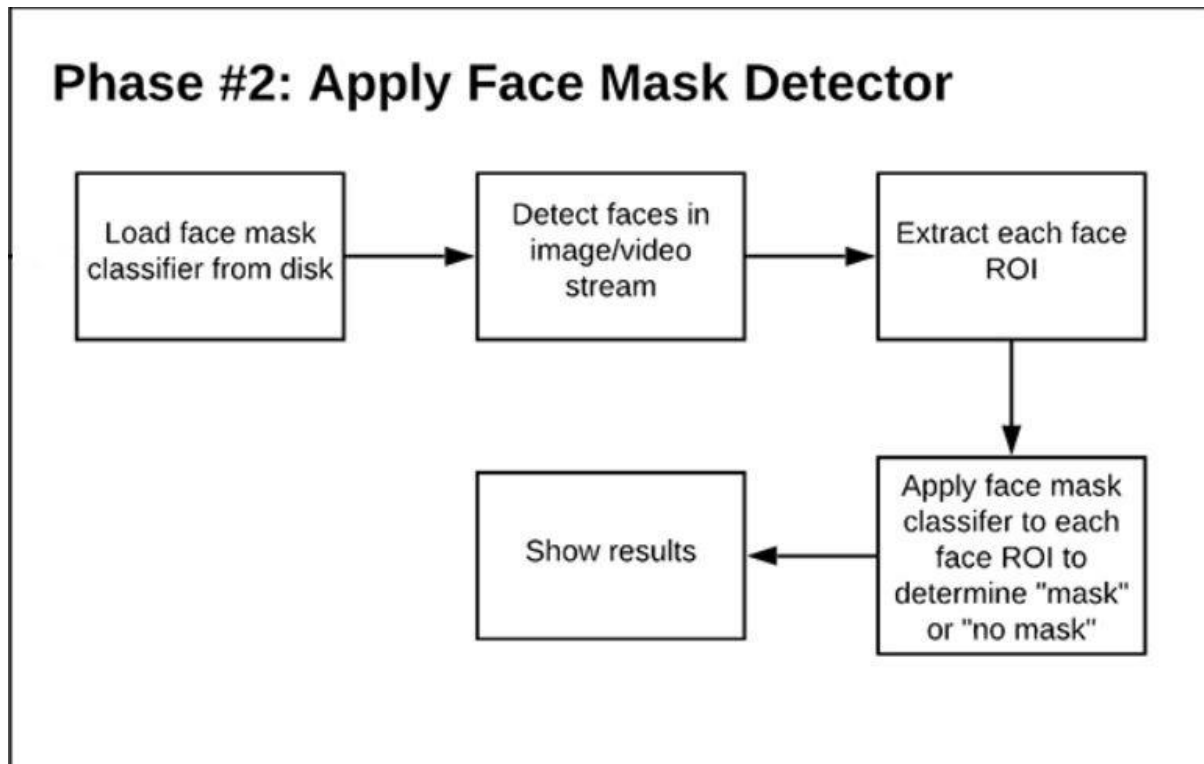 Phase #2: Apply Face Mask Detector
Load face mask
classifier from disk
Detect faces in
image/video
stream
Extract each face
ROI
Apply face mask
classifer to each
face ROI to
determine "mask"
or "no mask"
Show results